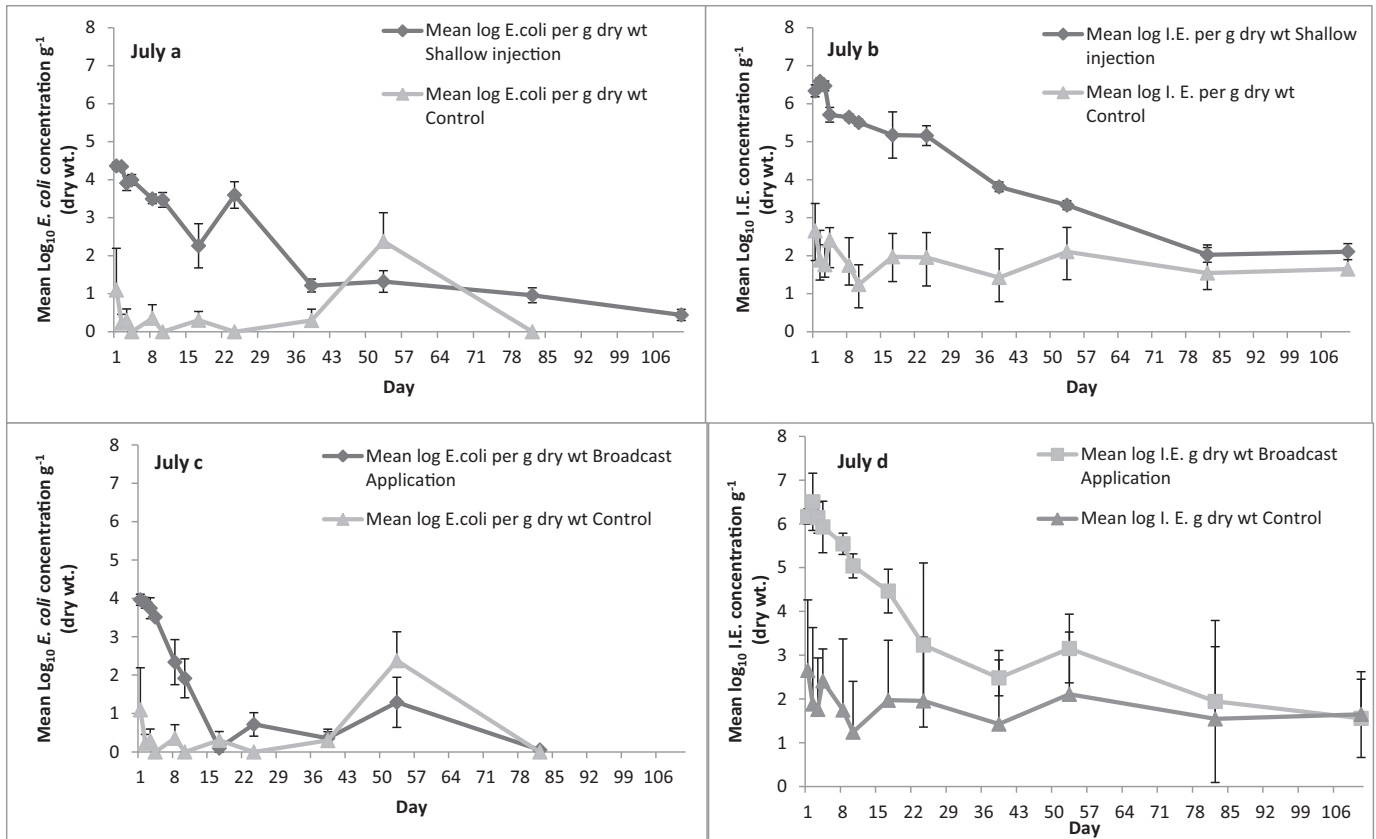 July a
Mean log E.coli per g dry wt
Shallow injection
Mean log E.coli per g dry wt
Control
Mean Log10 E. coli concentration g-1
(dry wt.)
8
7
6
5
4
3
2
1
0
1 8 15 22 29 36 43 50 57 64 71 78 85 92 99 106
Day
July b
Mean log I.E. per g dry wt Shallow
injection
Mean log I. E. per g dry wt
Control
Mean Log10 I.E. concentration g-1
(dry wt.)
8
7
6
5
4
3
2
1
0
1 8 15 22 29 36 43 50 57 64 71 78 85 92 99 106
Day
July c
Mean log E.coli per g dry wt Broadcast
Application
Mean log E.coli per g dry wt Control
Mean Log10 E. coli concentration g-1
(dry wt.)
8
7
6
5
4
3
2
1
0
1 8 15 22 29 36 43 50 57 64 71 78 85 92 99 106
Day
July d
Mean log I.E. g dry wt Broadcast
Application
Mean log I. E. g dry wt Control
Mean log10 I.E. concentration g-1
(dry wt.)
8
7
6
5
4
3
2
1
0
1 8 15 22 29 36 43 50 57 64 71 78 85 92 99 106
Day